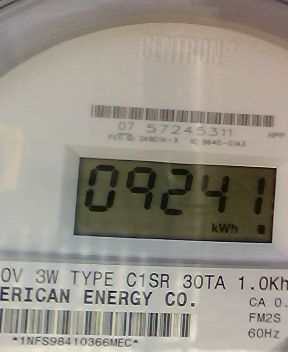 CENTRON®
07 57245311
HPP
09241
kWh
0V 3W TYPE C1SR 30TA 1.0Kh
ERICAN ENERGY CO.
CA 0.
FM2S
60Hz
*1NFS98410366MEC*